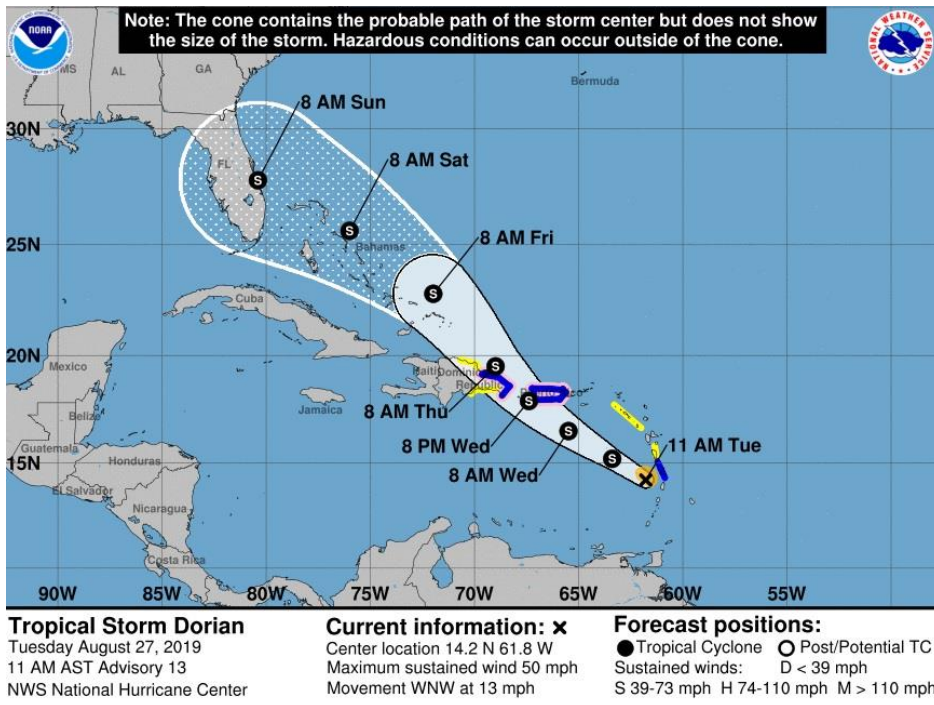 Note: The cone contains the probable path of the storm center but does not show
the size of the storm. Hazardous conditions can occur outside of the cone.
NOAA
NATIONAL WEATHER SERVICE
MS
AL
GA
Bermuda
8 AM Sun
30N
8 AM Sat
FL
S
S
8 AM Fri
25N
Bahamas
S
Cuba
20N
Mexico
Haiti
Dominican
Republic
S
Jamaica
8 AM Thu
S
Belize
8 PM Wed
S
11 AM Tue
Guatemala
15N
Honduras
8 AM Wed
S
El Salvador
Nicaragua
Costa Rica
90W 85W 80W 75W 70W 65W 60W 55W
Tropical Storm Dorian
Tuesday August 27, 2019
11 AM AST Advisory 13
NWS National Hurricane Center
Current information: ×
Center location 14.2 N 61.8 W
Maximum sustained wind 50 mph
Movement WNW at 13 mph
Forecast positions:
● Tropical Cyclone ○ Post/Potential TC
Sustained winds: D < 39 mph
S 39-73 mph H 74-110 mph M > 110 mph